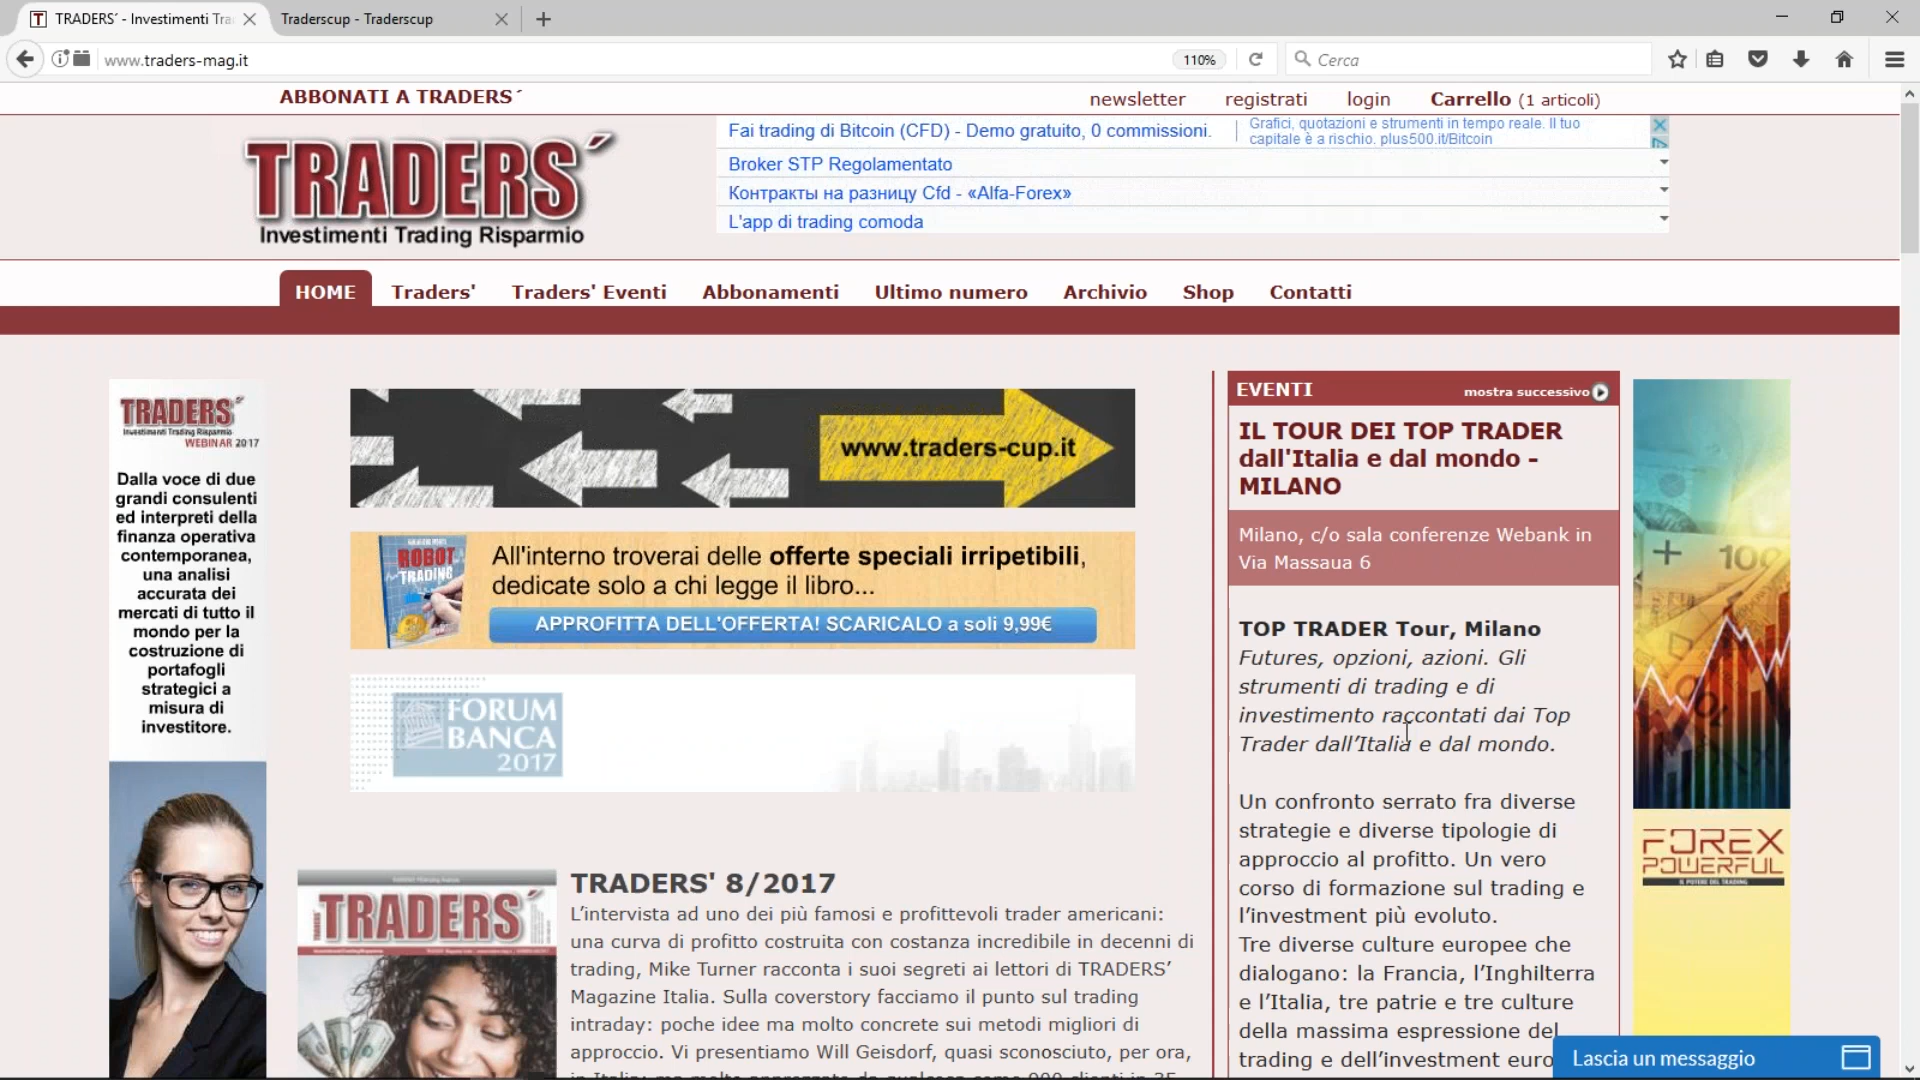 TRADERS´ - Investimenti Tra
Traderscup - Traderscup
www.traders-mag.it
110%
Cerca
ABBONATI A TRADERS´
newsletter
registrati
login
Carrello (1 articoli)
TRADERS´
Investimenti Trading Risparmio
Fai trading di Bitcoin (CFD) - Demo gratuito, 0 commissioni.
Grafici, quotazioni e strumenti in tempo reale. Il tuo
capitale è a rischio. plus500.it/Bitcoin
Broker STP Regolamentato
Контракты на разницу Cfd - «Alfa-Forex»
L'app di trading comoda
HOME
Traders'
Traders' Eventi
Abbonamenti
Ultimo numero
Archivio
Shop
Contatti
TRADERS´
Investimenti Trading Risparmio
WEBINAR 2017
Dalla voce di due
grandi consulenti
ed interpreti della
finanza operativa
contemporanea,
una analisi
accurata dei
mercati di tutto il
mondo per la
costruzione di
portafogli
strategici a
misura di
investitore.
www.traders-cup.it
ROBOT
TRADING
All'interno troverai delle offerte speciali irripetibili,
dedicate solo a chi legge il libro...
APPROFITTA DELL'OFFERTA! SCARICALO a soli 9,99€
FORUM
BANCA
2017
TRADERS´
TRADERS' 8/2017
L’intervista ad uno dei più famosi e profittevoli trader americani:
una curva di profitto costruita con costanza incredibile in decenni di
trading, Mike Turner racconta i suoi segreti ai lettori di TRADERS’
Magazine Italia. Sulla coverstory facciamo il punto sul trading
intraday: poche idee ma molto concrete sui metodi migliori di
approccio. Vi presentiamo Will Geisdorf, quasi sconosciuto, per ora,
EVENTI
mostra successivo
IL TOUR DEI TOP TRADER
dall'Italia e dal mondo -
MILANO
Milano, c/o sala conferenze Webank in
Via Massaua 6
TOP TRADER Tour, Milano
Futures, opzioni, azioni. Gli
strumenti di trading e di
investimento raccontati dai Top
Trader dall’Italia e dal mondo.
Un confronto serrato fra diverse
strategie e diverse tipologie di
approccio al profitto. Un vero
corso di formazione sul trading e
l’investment più evoluto.
Tre diverse culture europee che
dialogano: la Francia, l’Inghilterra
e l’Italia, tre patrie e tre culture
della massima espressione del
trading e dell’investment euro
100
FOREX
POWERFUL
IL POTERE DEL TRADING
Lascia un messaggio